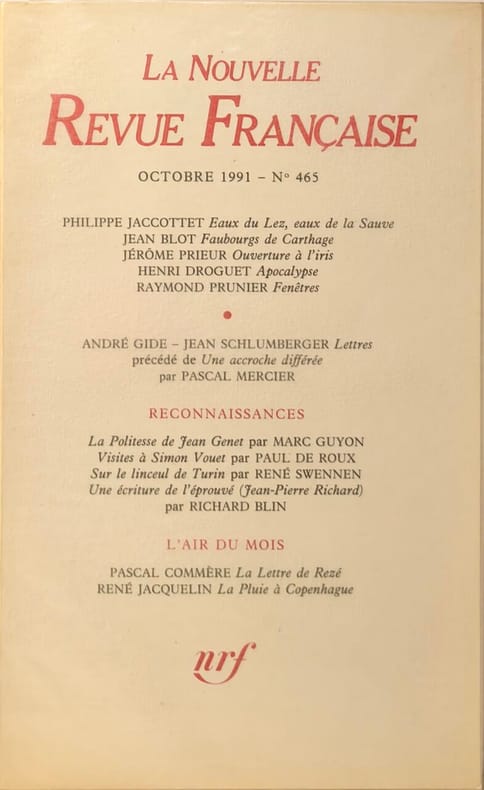 LA NOUVELLE
REVUE FRANÇAISE
OCTOBRE 1991 – Nº 465
PHILIPPE JACCOTTET Eaux du Lez, eaux de la Sauve
JEAN BLOT Faubourgs de Carthage
JÉRÔME PRIEUR Ouverture à l'iris
HENRI DROGUET Apocalypse
RAYMOND PRUNIER Fenêtres
ANDRÉ GIDE – JEAN SCHLUMBERGER Lettres
précédé de Une accroche différée
par PASCAL MERCIER
RECONNAISSANCES
La Politesse de Jean Genet par MARC GUYON
Visites à Simon Vouet par PAUL DE ROUX
Sur le linceul de Turin par RENÉ SWENNEN
Une écriture de l'éprouvé (Jean-Pierre Richard)
par RICHARD BLIN
L'AIR DU MOIS
PASCAL COMMÈRE La Lettre de Rezé
RENÉ JACQUELIN La Pluie à Copenhague
nrf